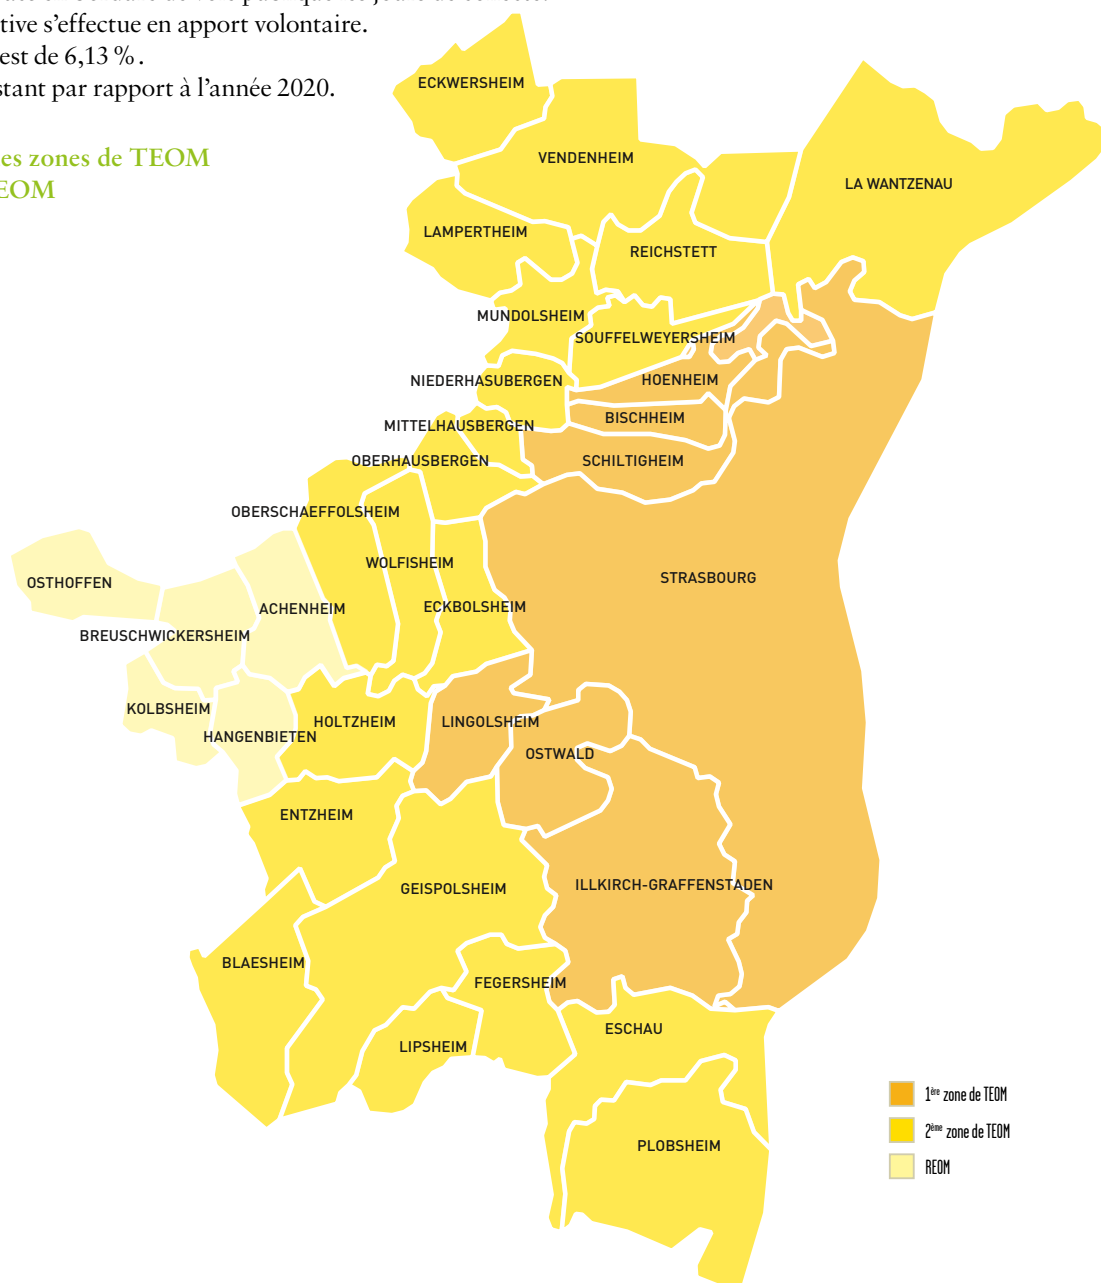 tive s'effectue en apport volontaire.
est de 6,13 %.
stant par rapport à l'année 2020.
es zones de TEOM
EOM
ECKWERSHEIM
VENDENHEIM
LA WANTZENAU
LAMPERTHEIM
REICHSTETT
MUNDOLSHEIM
SOUFFELWEYERSHEIM
NIEDERHASUBERGEN
HOENHEIM
BISCHHEIM
MITTELHAUSBERGEN
OBERHAUSBERGEN
SCHILTIGHEIM
OBERSCHAEFFOLSHEIM
WOLFISHEIM
STRASBOURG
OSTHOFFEN
ACHENHEIM
ECKBOLSHEIM
BREUSCHWICKERSHEIM
KOLBSHEIM
HOLTZHEIM
LINGOLSHEIM
HANGENBIETEN
OSTWALD
ENTZHEIM
GEISPOLSHEIM
ILLKIRCH-GRAFFENSTADEN
BLAESHEIM
FEGERSHEIM
ESCHAU
LIPSHEIM
PLOBSHEIM
1ère zone de TEOM
2ème zone de TEOM
REOM